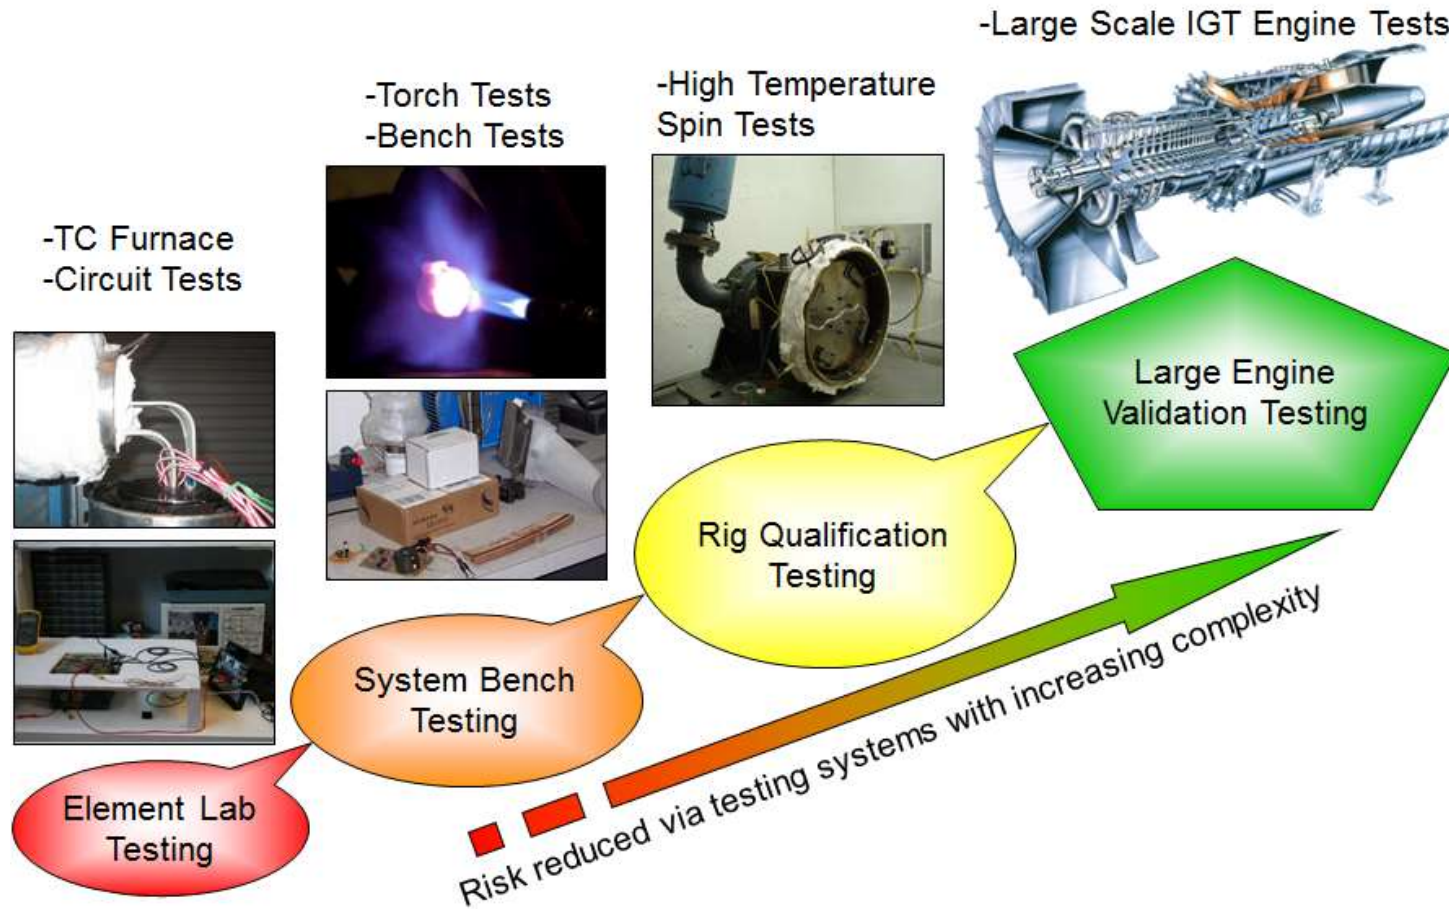 -Large Scale IGT Engine Tests
-Torch Tests
-Bench Tests
-High Temperature
Spin Tests
-TC Furnace
-Circuit Tests
Large Engine
Validation Testing
Rig Qualification
Testing
System Bench
Testing
Element Lab
Testing
Risk reduced via testing systems with increasing complexity